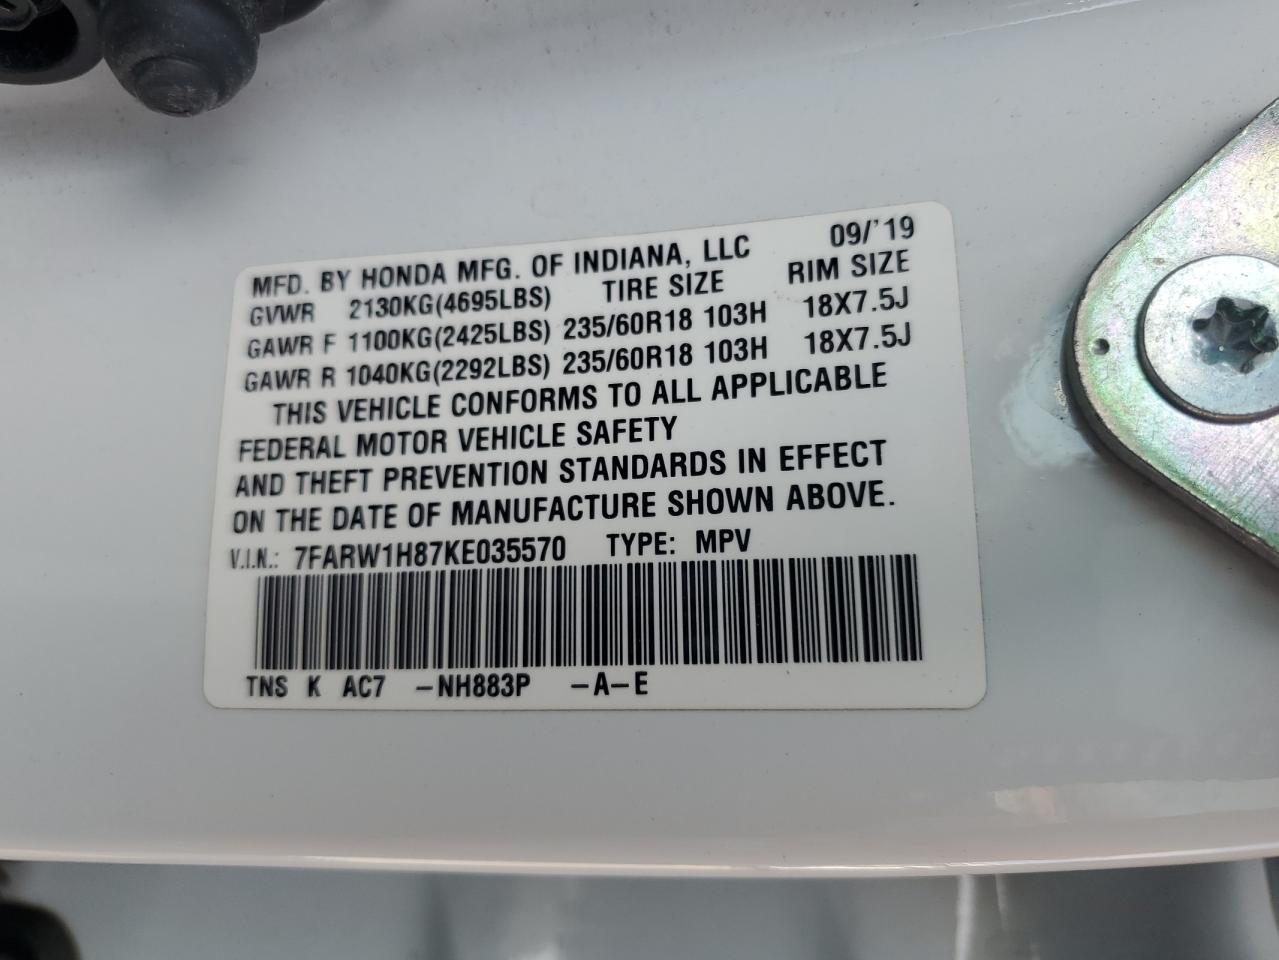 MFD. BY HONDA MFG. OF INDIANA, LLC 09/'19
GVWR 2130KG(4695LBS) TIRE SIZE RIM SIZE
GAWR F 1100KG(2425LBS) 235/60R18 103H 18X7.5J
GAWR R 1040KG(2292LBS) 235/60R18 103H 18X7.5J
THIS VEHICLE CONFORMS TO ALL APPLICABLE
FEDERAL MOTOR VEHICLE SAFETY
AND THEFT PREVENTION STANDARDS IN EFFECT
ON THE DATE OF MANUFACTURE SHOWN ABOVE.
V.I.N.: 7FARW1H87KE035570 TYPE: MPV
TNS K AC7 -NH883P -A-E